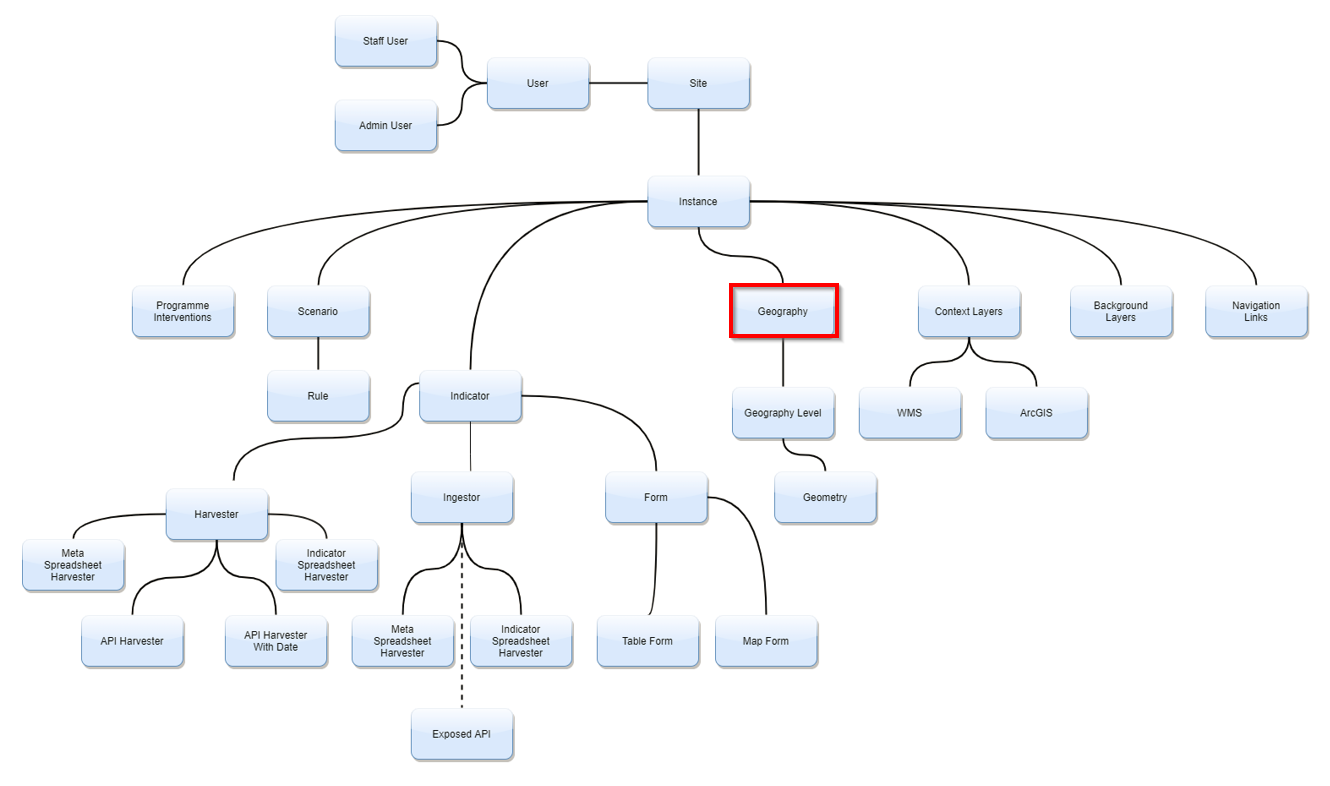 Staff User
User
Site
Admin User
Instance
Programme
Interventions
Scenario
Geography
Context Layers
Background
Layers
Navigation
Links
Rule
Indicator
Geography Level
WMS
ArcGIS
Harvester
Ingestor
Form
Geometry
Meta
Spreadsheet
Harvester
Indicator
Spreadsheet
Harvester
API Harvester
API Harvester
With Date
Meta
Spreadsheet
Harvester
Indicator
Spreadsheet
Harvester
Table Form
Map Form
Exposed API